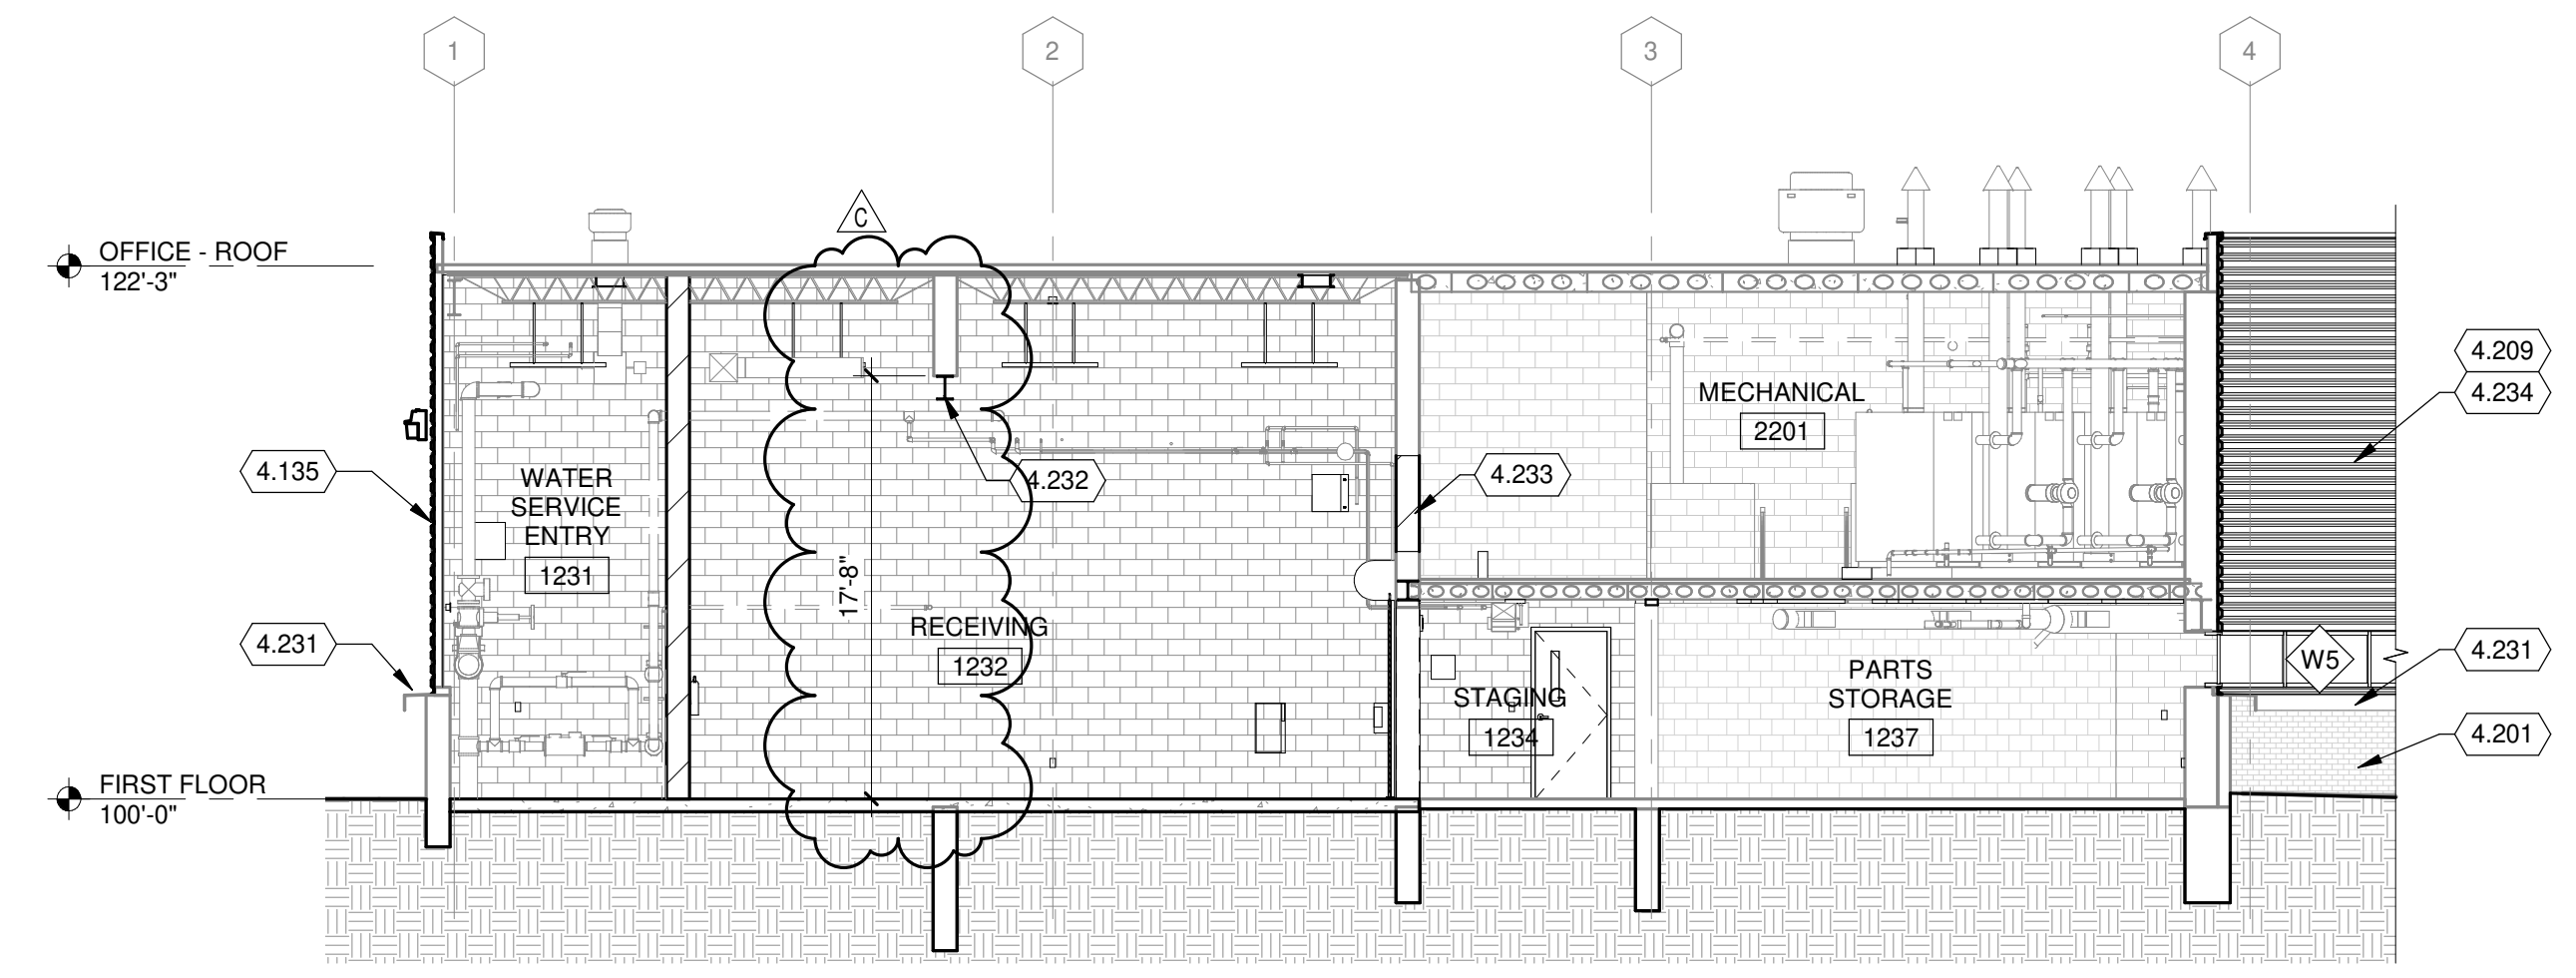 1
2
3
4
C
OFFICE - ROOF
122'-3"
4.209
4.234
MECHANICAL
2201
4.135
WATER
SERVICE
ENTRY
1231
4.232
4.233
17'-8"
RECEIVING
1232
4.231
STAGING
1234
PARTS
STORAGE
1237
W5
4.231
4.201
FIRST FLOOR
100'-0"